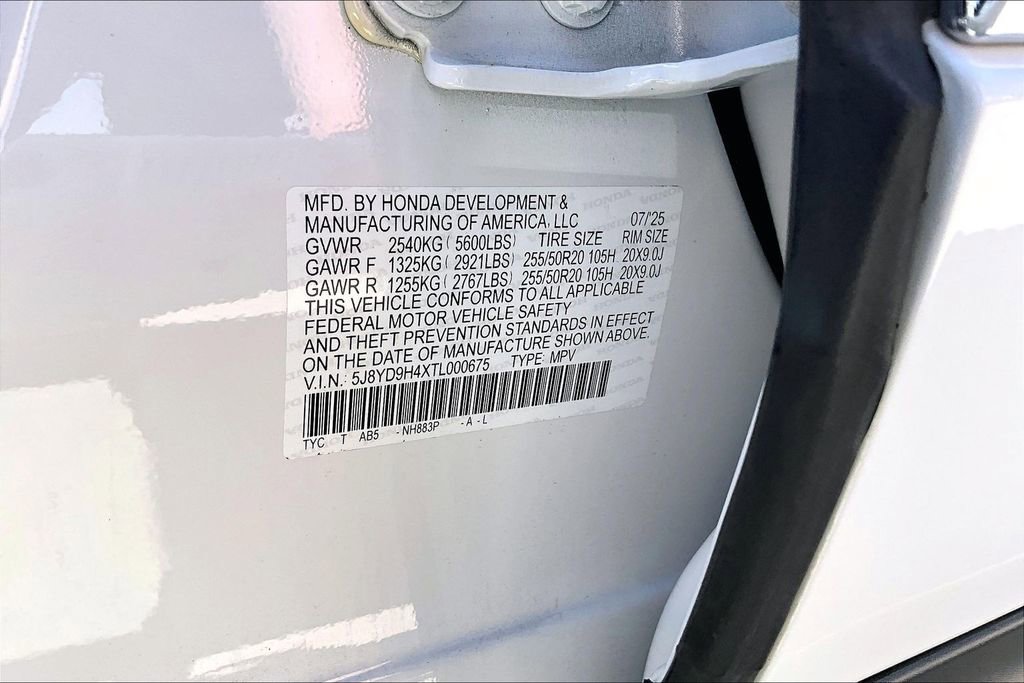 MFD. BY HONDA DEVELOPMENT &
MANUFACTURING OF AMERICA, LLC 07/'25
GVWR 2540KG ( 5600LBS) TIRE SIZE RIM SIZE
GAWR F 1325KG ( 2921LBS) 255/50R20 105H 20X9.0J
GAWR R 1255KG ( 2767LBS) 255/50R20 105H 20X9.0J
THIS VEHICLE CONFORMS TO ALL APPLICABLE
FEDERAL MOTOR VEHICLE SAFETY
AND THEFT PREVENTION STANDARDS IN EFFECT
ON THE DATE OF MANUFACTURE SHOWN ABOVE.
V.I.N.: 5J8YD9H4XTL000675 TYPE: MPV
TYC T AB5 -NH883P -A-L